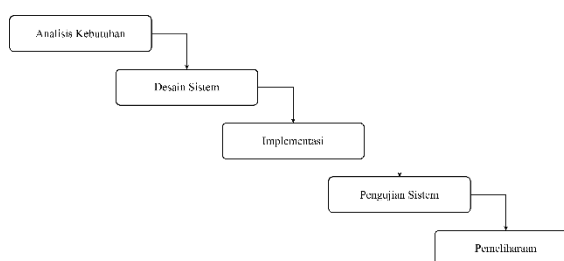 Analisis Kebutuhan
Desain Sistem
Implementasi
Pengujian Sistem
Pemeliharaan